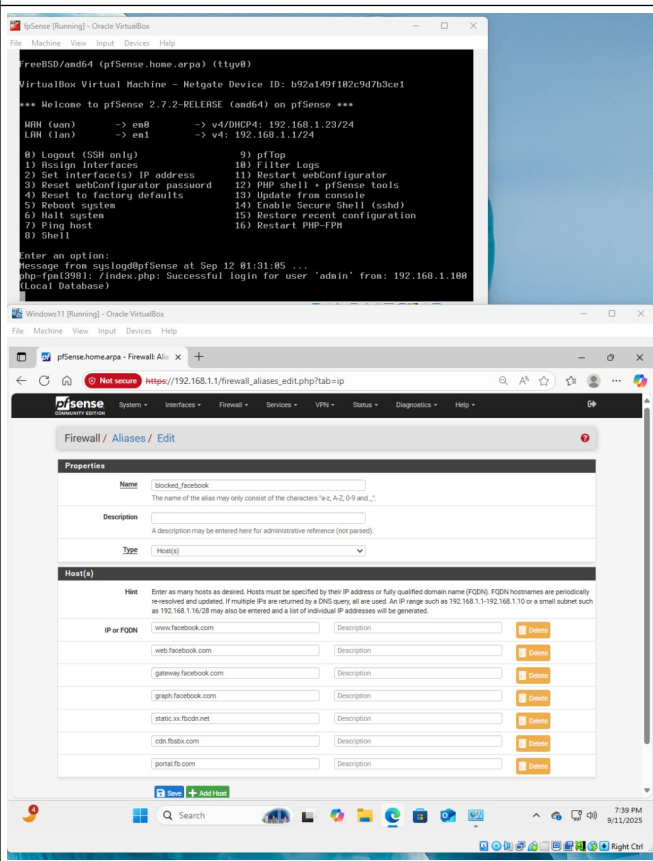 fpSense [Running] - Oracle VirtualBox
File Machine View Input Devices Help
FreeBSD/amd64 (pfSense.home.arpa) (ttyv0)
VirtualBox Virtual Machine - Netgate Device ID: b92a149f102c9d7b3ce1
*** Welcome to pfSense 2.7.2-RELEASE (amd64) on pfSense ***
WAN (wan) -> em0 -> v4/DHCP4: 192.168.1.23/24
LAN (lan) -> em1 -> v4: 192.168.1.1/24
0) Logout (SSH only) 9) pfTop
1) Assign Interfaces 10) Filter Logs
2) Set interface(s) IP address 11) Restart webConfigurator
3) Reset webConfigurator password 12) PHP shell + pfSense tools
4) Reset to factory defaults 13) Update from console
5) Reboot system 14) Enable Secure Shell (sshd)
6) Halt system 15) Restore recent configuration
7) Ping host 16) Restart PHP-FPM
8) Shell
Enter an option:
Message from syslogd@pfSense at Sep 12 01:31:05 ...
php-fpm[398]: /index.php: Successful login for user 'admin' from: 192.168.1.100
(Local Database)
Windows11 [Running] - Oracle VirtualBox
File Machine View Input Devices Help
pfSense.home.arpa - Firewall: Alia
Not secure https://192.168.1.1/firewall_aliases_edit.php?tab=ip
pfsense COMMUNITY EDITION System Interfaces Firewall Services VPN Status Diagnostics Help
Firewall / Aliases / Edit
Properties
Name blocked_facebook
The name of the alias may only consist of the characters "a-z, A-Z, 0-9 and _".
Description
A description may be entered here for administrative reference (not parsed).
Type Host(s)
Host(s)
Hint Enter as many hosts as desired. Hosts must be specified by their IP address or fully qualified domain name (FQDN). FQDN hostnames are periodically
re-resolved and updated. If multiple IPs are returned by a DNS query, all are used. An IP range such as 192.168.1.1-192.168.1.10 or a small subnet such
as 192.168.1.16/28 may also be entered and a list of individual IP addresses will be generated.
IP or FQDN www.facebook.com Description Delete
web.facebook.com Description Delete
gateway.facebook.com Description Delete
graph.facebook.com Description Delete
static.xx.fbcdn.net Description Delete
cdn.fbsbx.com Description Delete
portal.fb.com Description Delete
Save Add Host
4 Search 7:39 PM
9/11/2025
Right Ctrl